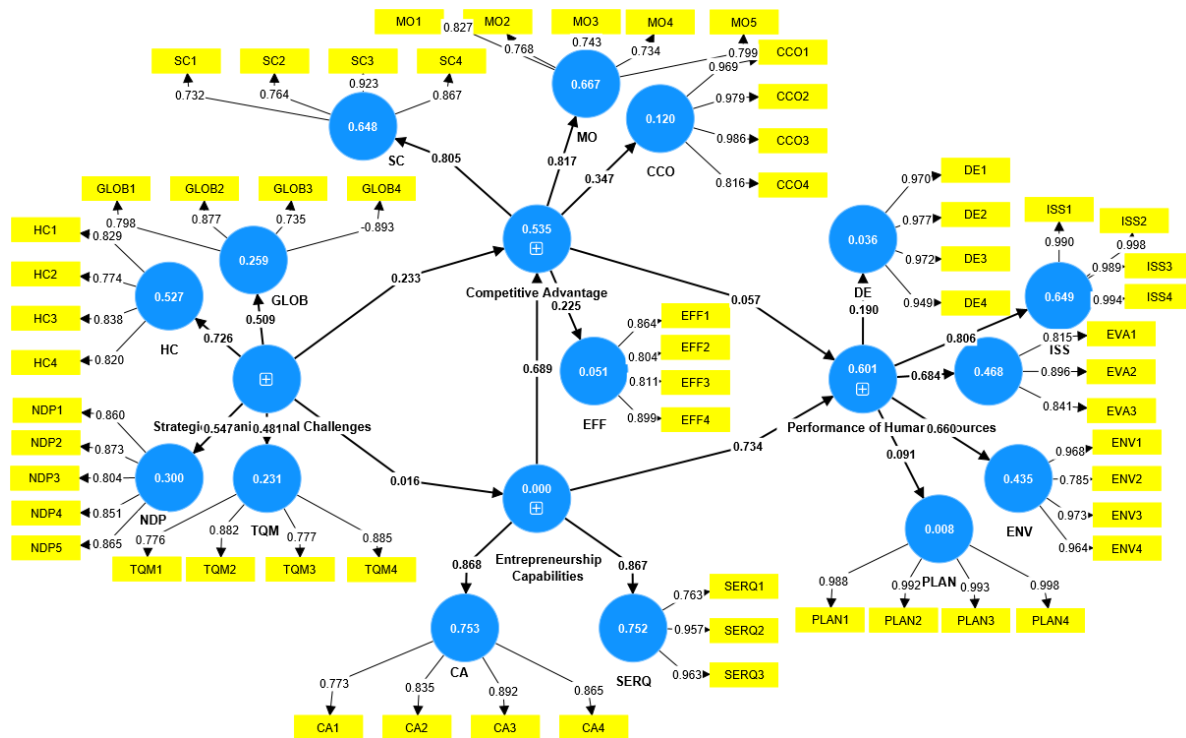 MO1 MO2 MO3 MO4 MO5
0.827 0.768 0.743 0.734 0.799
SC1 SC2 SC3 SC4
0.732 0.764 0.923 0.867
0.667
MO
0.648
SC
CCO1
CCO2
CCO3
CCO4
0.969
0.979
0.986
0.816
0.120
CCO
0.805
0.817
0.347
GLOB1 GLOB2 GLOB3 GLOB4
0.798 0.877 0.735 -0.893
0.259
GLOB
HC1
HC2
HC3
HC4
0.829
0.774
0.838
0.820
0.527
HC
0.509
0.726
0.233
0.535
Competitive Advantage
0.225
0.057
0.689
EFF1
EFF2
EFF3
EFF4
0.864
0.804
0.811
0.899
0.051
EFF
DE1
DE2
DE3
DE4
0.970
0.977
0.972
0.949
0.036
DE
0.190
ISS1 ISS2
ISS3
ISS4
0.990 0.998
0.989
0.994
0.649
ISS
0.806
EVA1
EVA2
EVA3
0.815
0.896
0.841
0.468
0.684
0.601
Performance of
0.660
0.091
Challenges
0.547
0.481
0.016
0.734
NDP1
NDP2
NDP3
NDP4
NDP5
0.860
0.873
0.804
0.851
0.865
0.300
NDP
0.231
TQM
0.776 0.882 0.777 0.885
TQM1 TQM2 TQM3 TQM4
0.000
Entrepreneurship
Capabilities
0.868
0.867
ENV1
ENV2
ENV3
ENV4
0.968
0.785
0.973
0.964
0.435
ENV
0.008
PLAN
0.988 0.992 0.993 0.998
PLAN1 PLAN2 PLAN3 PLAN4
0.753
CA
0.773 0.835 0.892 0.865
CA1 CA2 CA3 CA4
0.752
SERQ
0.763
0.957
0.963
SERQ1
SERQ2
SERQ3